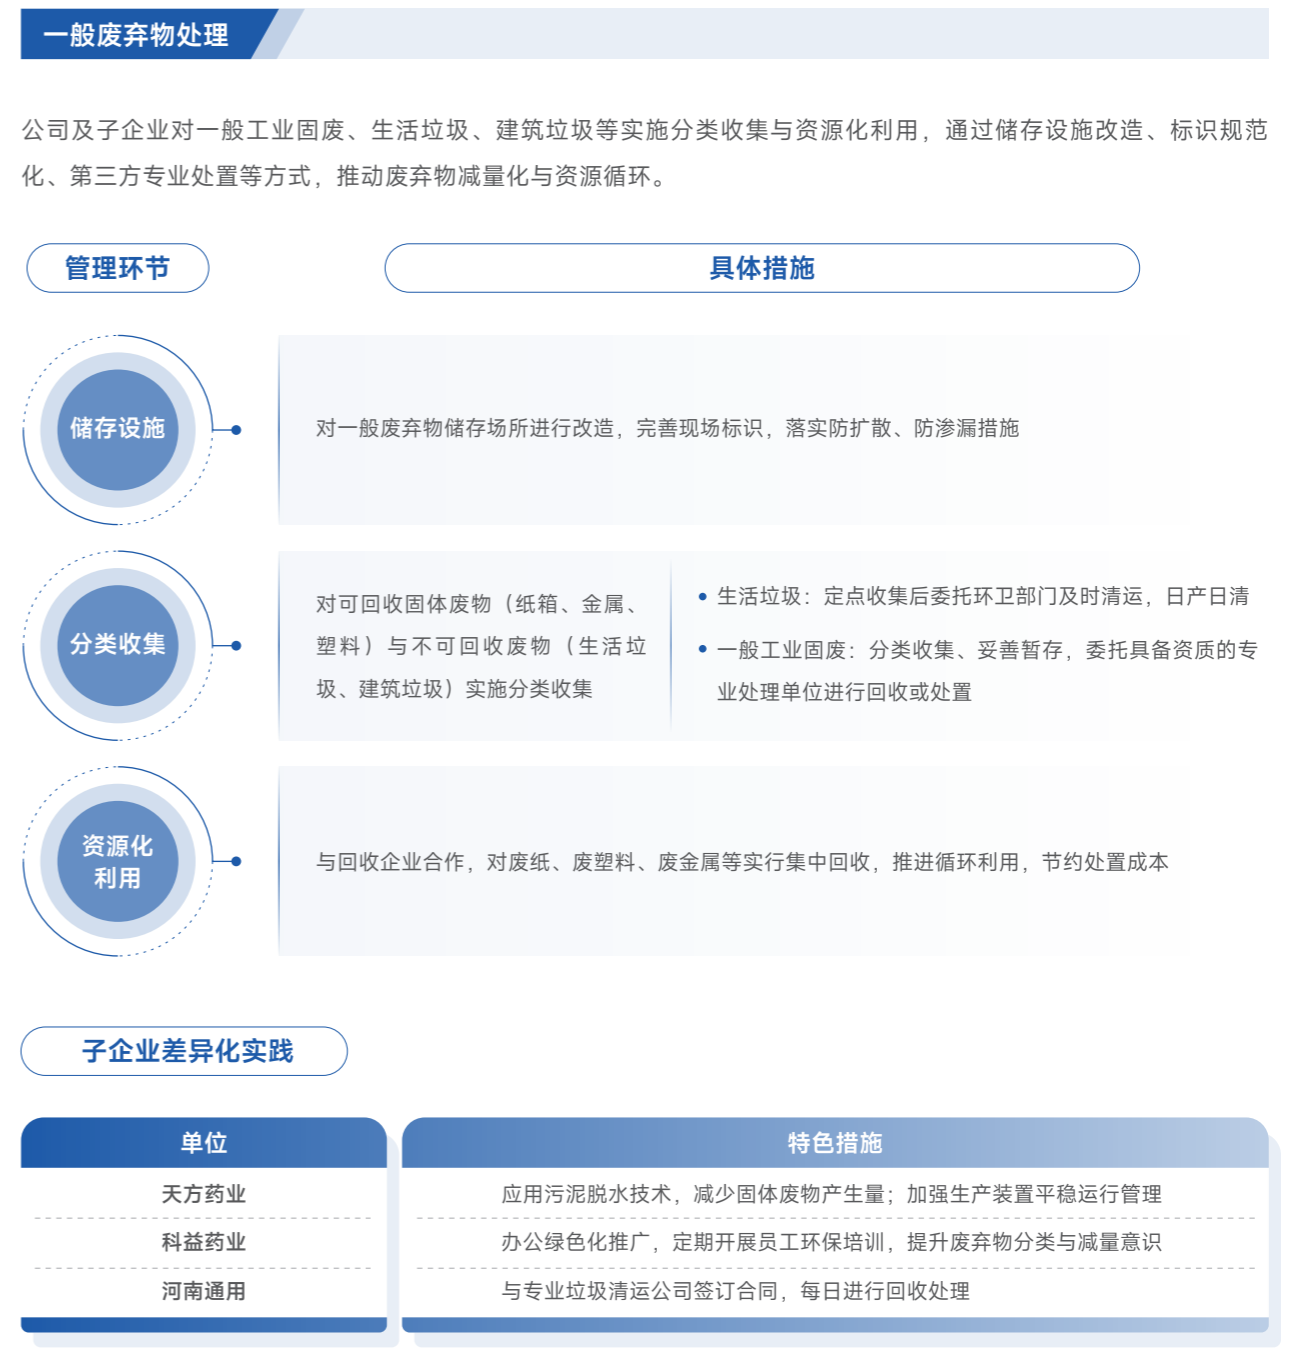 一般废弃物处理
公司及子企业对一般工业固废、生活垃圾、建筑垃圾等实施分类收集与资源化利用，通过储存设施改造、标识规范
化、第三方专业处置等方式，推动废弃物减量化与资源循环。
管理环节
具体措施
储存设施
对一般废弃物储存场所进行改造，完善现场标识，落实防扩散、防渗漏措施
分类收集
对可回收固体废物（纸箱、金属、
塑料）与不可回收废物（生活垃
圾、建筑垃圾）实施分类收集
• 生活垃圾：定点收集后委托环卫部门及时清运，日产日清
• 一般工业固废：分类收集、妥善暂存，委托具备资质的专
业处理单位进行回收或处置
资源化
利用
与回收企业合作，对废纸、废塑料、废金属等实行集中回收，推进循环利用，节约处置成本
子企业差异化实践
单位
特色措施
天方药业
应用污泥脱水技术，减少固体废物产生量；加强生产装置平稳运行管理
科益药业
办公绿色化推广，定期开展员工环保培训，提升废弃物分类与减量意识
河南通用
与专业垃圾清运公司签订合同，每日进行回收处理